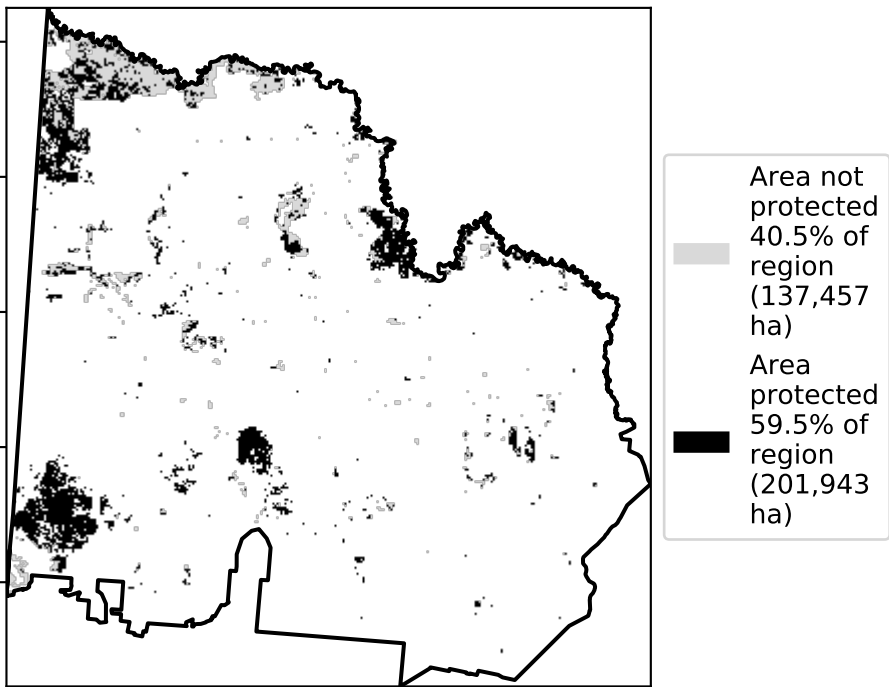 Area not
protected
40.5% of
region
(137,457
ha)
Area
protected
59.5% of
region
(201,943
ha)